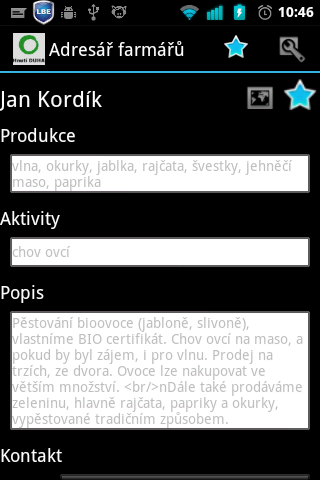 LBE
10:46
Hnutí DUHA
Adresář farmářů
Jan Kordík
Produkce
vlna, okurky, jablka, rajčata, švestky, jehněčí
maso, paprika
Aktivity
chov ovcí
Popis
Pěstování bioovoce (jabloně, slivoně),
vlastníme BIO certifikát. Chov ovcí na maso, a
pokud by byl zájem, i pro vlnu. Prodej na
trzích, ze dvora. Ovoce lze nakupovat ve
větším množství. <br/>nDále také prodáváme
zeleninu, hlavně rajčata, papriky a okurky,
vypěstované tradičním způsobem.
Kontakt